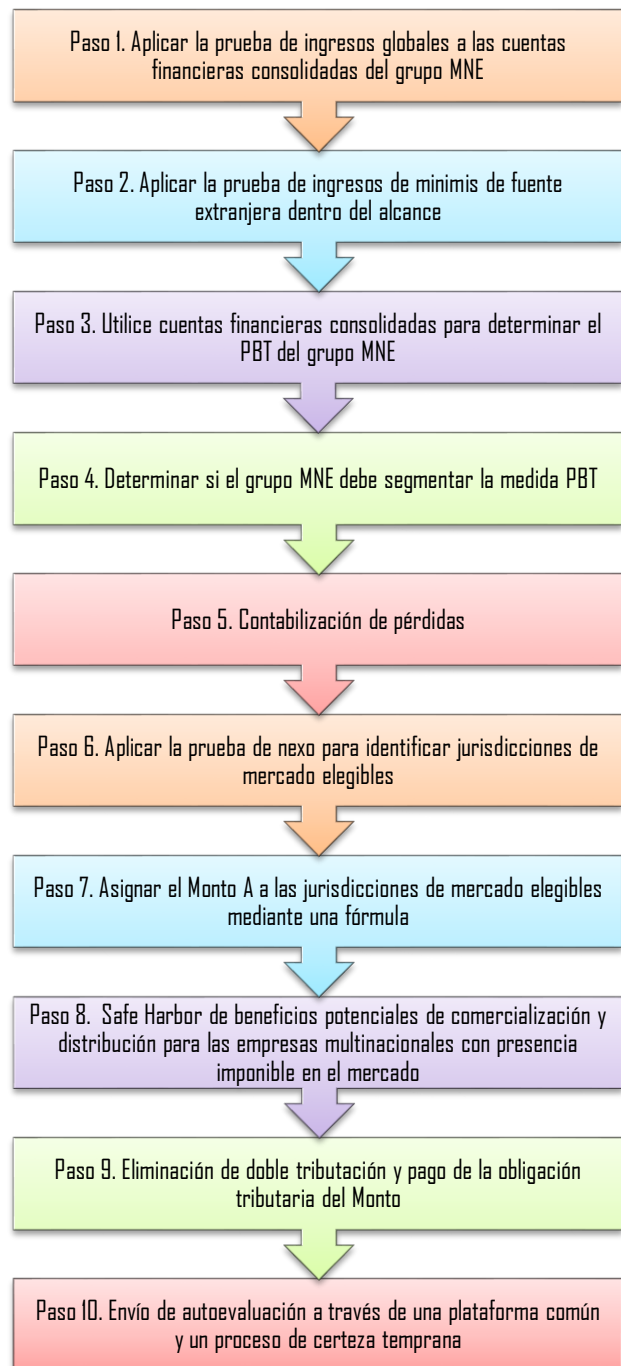 Paso 1. Aplicar la prueba de ingresos globales a las cuentas
financieras consolidadas del grupo MNE
Paso 2. Aplicar la prueba de ingresos de minimis de fuente
extranjera dentro del alcance
Paso 3. Utilice cuentas financieras consolidadas para determinar el
PBT del grupo MNE
Paso 4. Determinar si el grupo MNE debe segmentar la medida PBT
Paso 5. Contabilización de pérdidas
Paso 6. Aplicar la prueba de nexo para identificar jurisdicciones de
mercado elegibles
Paso 7. Asignar el Monto A a las jurisdicciones de mercado elegibles
mediante una fórmula
Paso 8. Safe Harbor de beneficios potenciales de comercialización y
distribución para las empresas multinacionales con presencia
imponible en el mercado
Paso 9. Eliminación de doble tributación y pago de la obligación
tributaria del Monto
Paso 10. Envío de autoevaluación a través de una plataforma común
y un proceso de certeza temprana